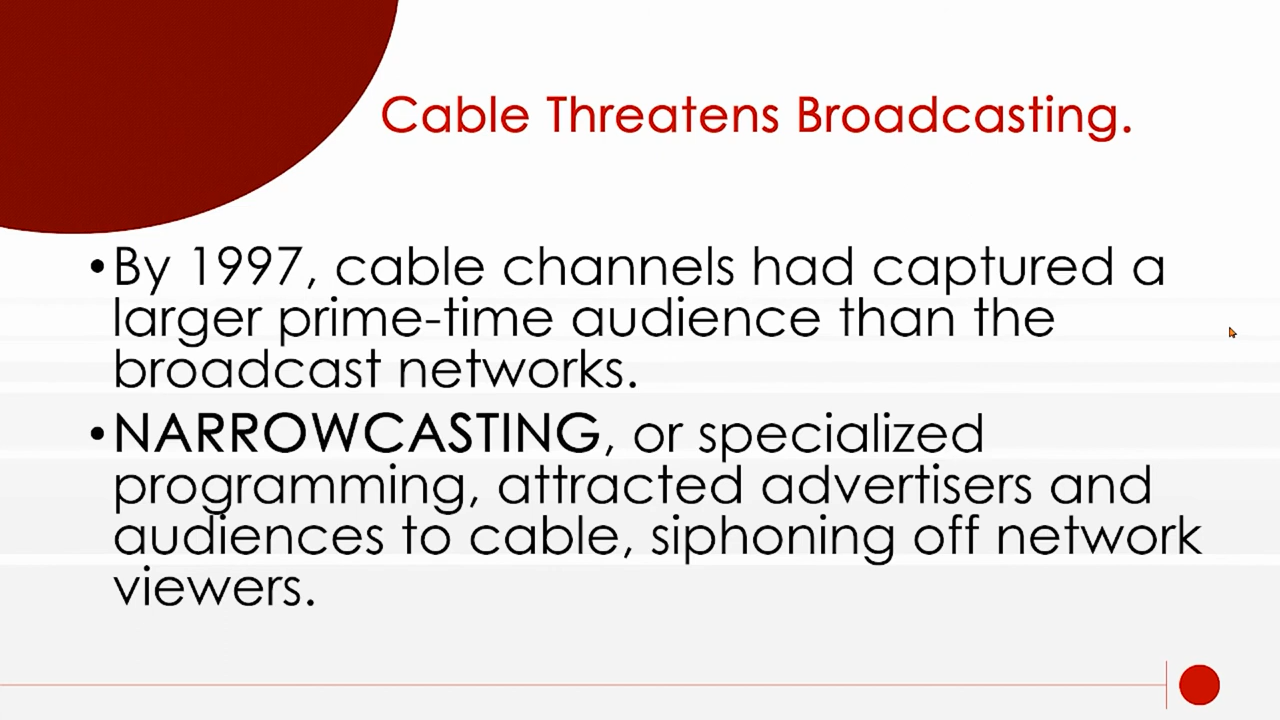 Cable Threatens Broadcasting.
•By 1997, cable channels had captured a
larger prime-time audience than the
broadcast networks.
•NARROWCASTING, or specialized
programming, attracted advertisers and
audiences to cable, siphoning off network
viewers.